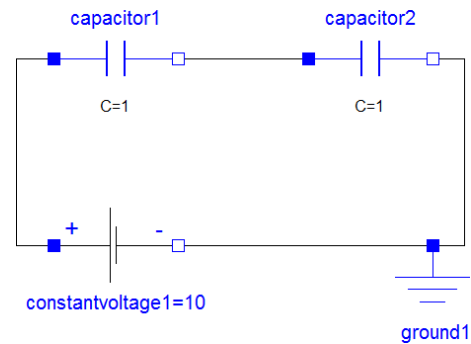 capacitor1
capacitor2
C=1
C=1
+
-
constantvoltage1=10
ground1